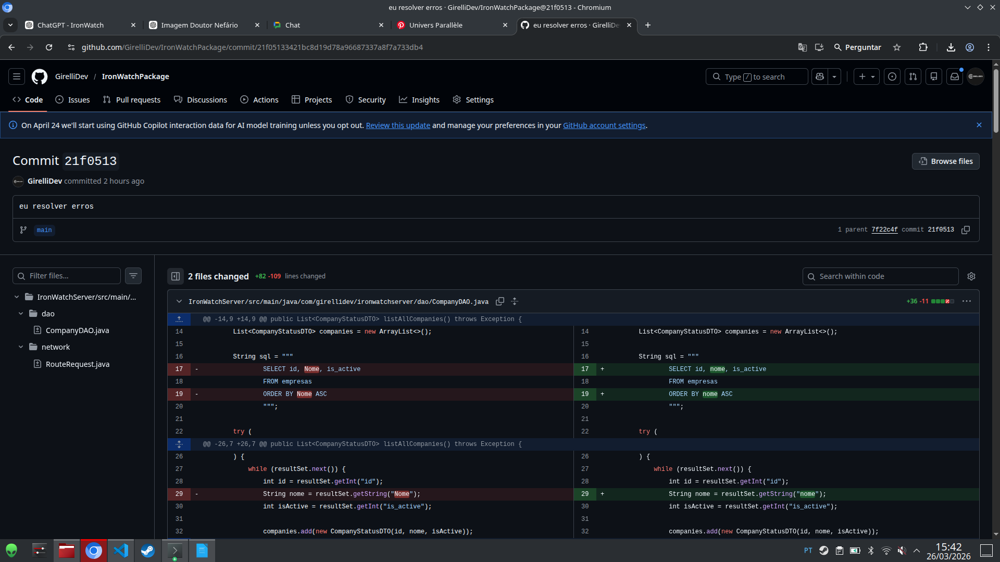 eu resolver erros · GirelliDev/IronWatchPackage@21f0513 - Chromium
ChatGPT - IronWatch
Imagem Doutor Nefário
Chat
Univers Parallèle
eu resolver erros · GirelliDe
github.com/GirelliDev/IronWatchPackage/commit/21f05133421bc8d19d78a96687337a8f7a733db4
Perguntar
GirelliDev / IronWatchPackage
Type / to search
Code
Issues
Pull requests
Discussions
Actions
Projects
Security
Insights
Settings
On April 24 we'll start using GitHub Copilot interaction data for AI model training unless you opt out. Review this update and manage your preferences in your GitHub account settings.
Commit 21f0513
Browse files
GirelliDev committed 2 hours ago
eu resolver erros
main
1 parent 7f22c4f commit 21f0513
Filter files...
IronWatchServer/src/main/...
dao
CompanyDAO.java
network
RouteRequest.java
2 files changed +82 -109 lines changed
Search within code
IronWatchServer/src/main/java/com/girellidev/ironwatchserver/dao/CompanyDAO.java
+36 -11
@@ -14,9 +14,9 @@ public List<CompanyStatusDTO> listAllCompanies() throws Exception {
14 List<CompanyStatusDTO> companies = new ArrayList<>();
14 List<CompanyStatusDTO> companies = new ArrayList<>();
15
15
16 String sql = """
16 String sql = """
17 - SELECT id, Nome, is_active
17 + SELECT id, nome, is_active
18 FROM empresas
18 FROM empresas
19 - ORDER BY Nome ASC
19 + ORDER BY nome ASC
20 """;
20 """;
21
21
22 try (
22 try (
@@ -26,7 +26,7 @@ public List<CompanyStatusDTO> listAllCompanies() throws Exception {
26 ) {
26 ) {
27 while (resultSet.next()) {
27 while (resultSet.next()) {
28 int id = resultSet.getInt("id");
28 int id = resultSet.getInt("id");
29 - String nome = resultSet.getString("Nome");
29 + String nome = resultSet.getString("nome");
30 int isActive = resultSet.getInt("is_active");
30 int isActive = resultSet.getInt("is_active");
31
31
32 companies.add(new CompanyStatusDTO(id, nome, isActive));
32 companies.add(new CompanyStatusDTO(id, nome, isActive));
PT
15:42
26/03/2026